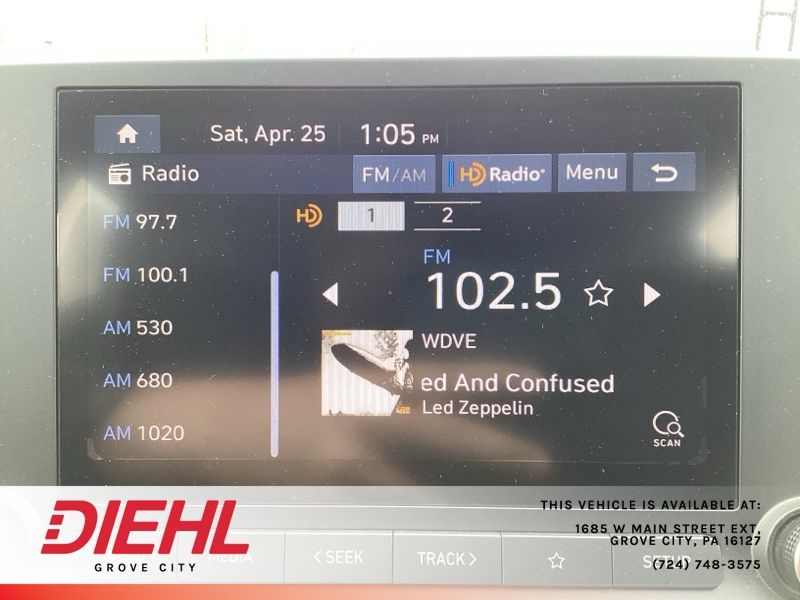 Sat, Apr. 25 1:05 PM
Radio FM/AM HD Radio Menu
HD 1 2
FM 97.7
FM 100.1
AM 530
AM 680
AM 1020
FM
102.5
WDVE
ed And Confused
Led Zeppelin
SCAN
MEDIA < SEEK TRACK > SETUP
DIEHL
GROVE CITY
THIS VEHICLE IS AVAILABLE AT:
1685 W MAIN STREET EXT,
GROVE CITY, PA 16127
(724) 748-3575